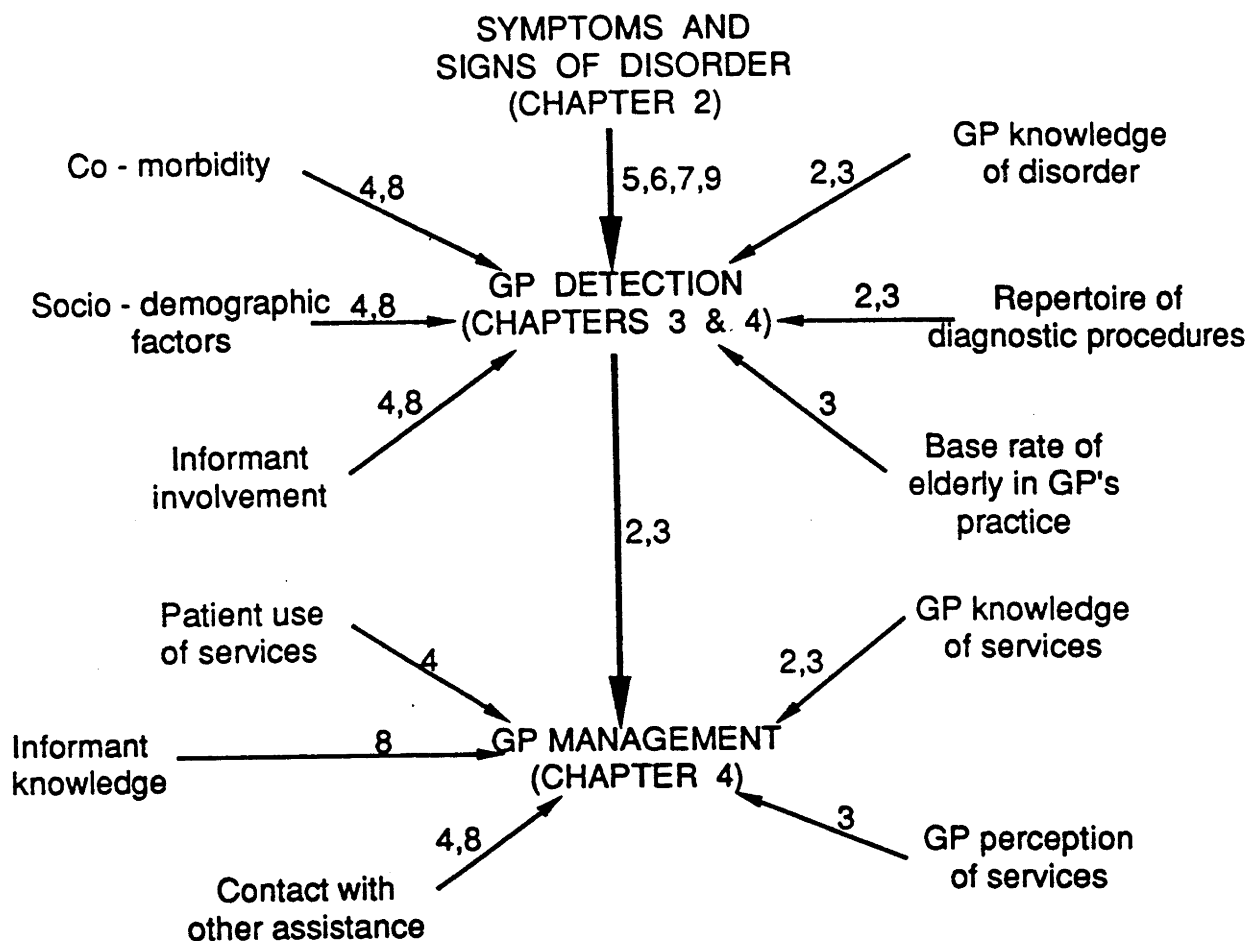 SYMPTOMS AND
SIGNS OF DISORDER
(CHAPTER 2)
Co - morbidity
4,8
5,6,7,9
2,3
GP knowledge
of disorder
GP DETECTION
(CHAPTERS 3 & 4)
Socio - demographic
factors
4,8
2,3
Repertoire of
diagnostic procedures
4,8
3
Informant
involvement
Base rate of
elderly in GP's
practice
2,3
Patient use
of services
4
2,3
GP knowledge
of services
Informant
knowledge
8
GP MANAGEMENT
(CHAPTER 4)
4,8
3
GP perception
of services
Contact with
other assistance